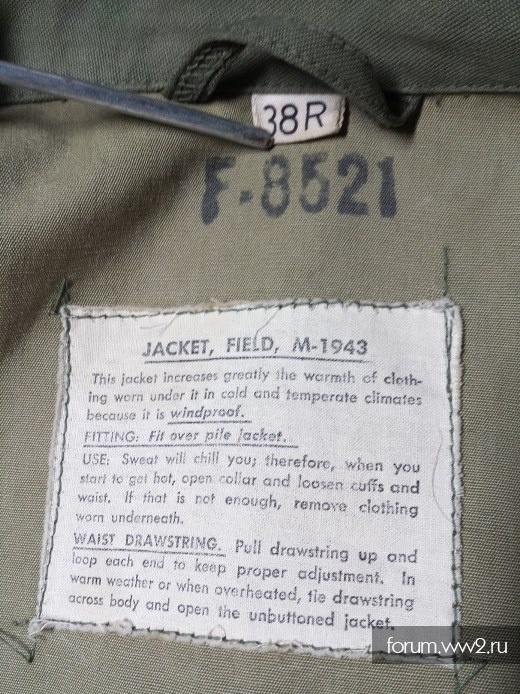 38R
F-8521
JACKET, FIELD, M-1943
This jacket increases greatly the warmth of cloth-
ing worn under it in cold and temperate climates
because it is windproof.
FITTING: Fit over pile jacket.
USE: Sweat will chill you; therefore, when you
start to get hot, open collar and loosen cuffs and
waist. If that is not enough, remove clothing
worn underneath.
WAIST DRAWSTRING. Pull drawstring up and
loop each end to keep proper adjustment. In
warm weather or when overheated, tie drawstring
across body and open the unbuttoned jacket.
forum.ww2.ru